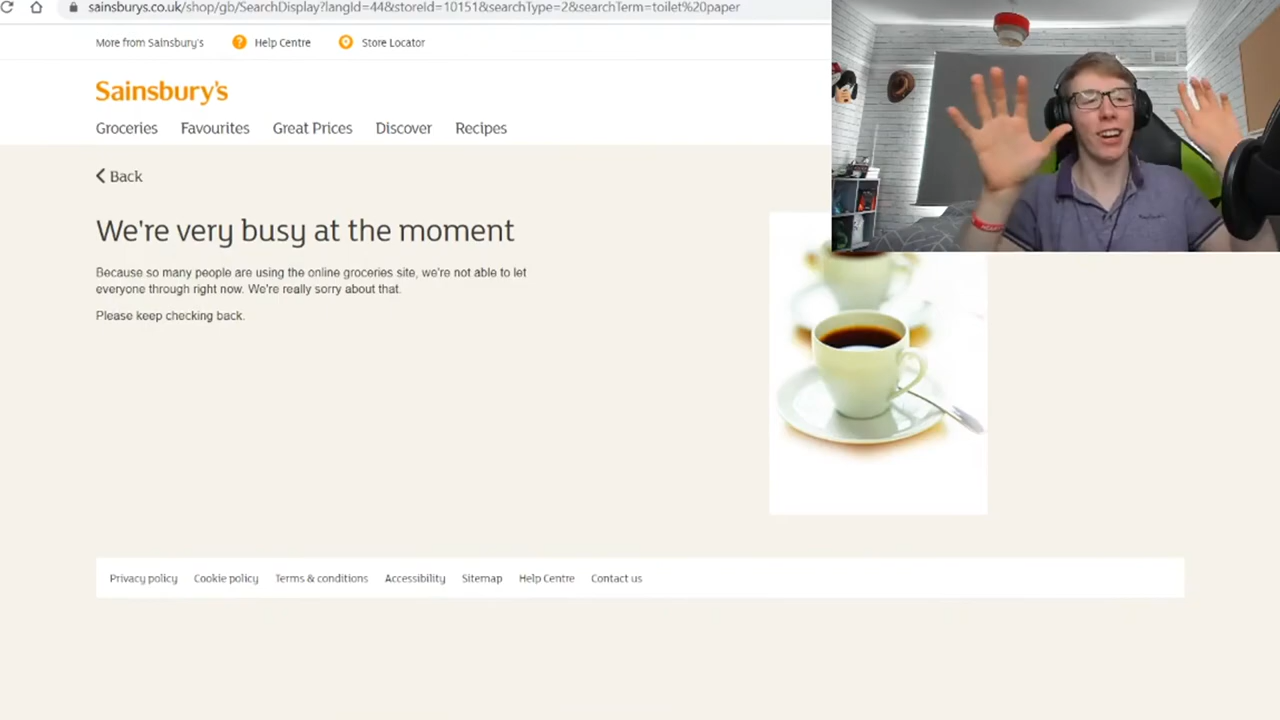 sainsburys.co.uk/shop/gb/SearchDisplay?langId=44&storeId=10151&searchType=2&searchTerm=toilet%20paper
More from Sainsbury's Help Centre Store Locator
Sainsbury's
Groceries Favourites Great Prices Discover Recipes
Back
We're very busy at the moment
Because so many people are using the online groceries site, we're not able to let
everyone through right now. We're really sorry about that.
Please keep checking back.
Privacy policy Cookie policy Terms & conditions Accessibility Sitemap Help Centre Contact us